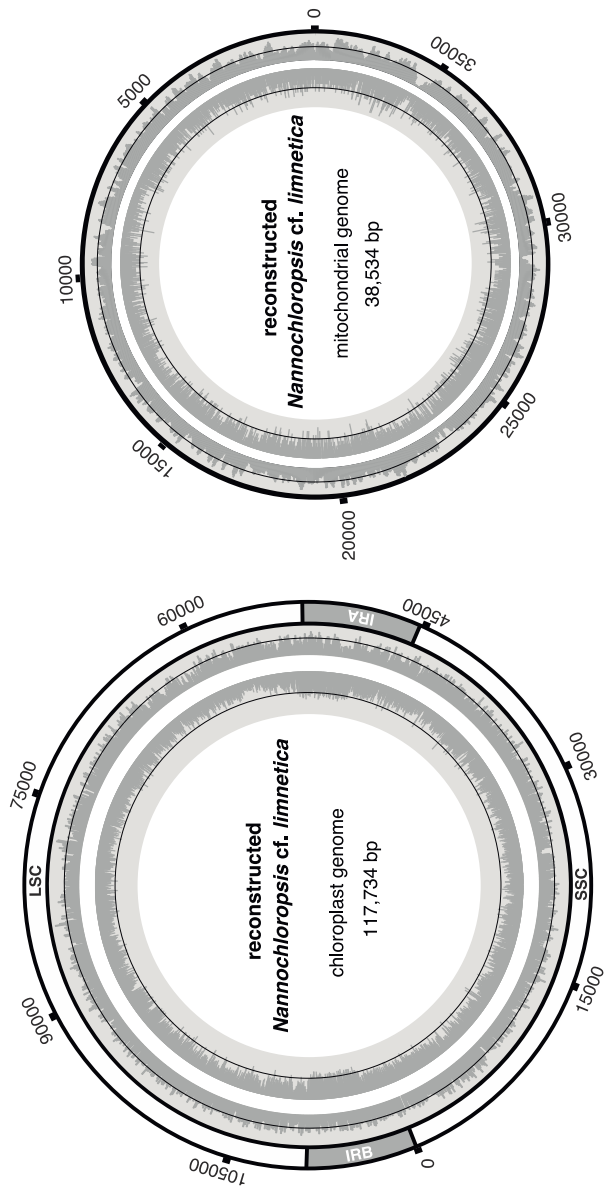 0
5000
10000
15000
20000
25000
30000
35000
reconstructed
Nannochloropsis cf. limnetica
mitochondrial genome
38,534 bp
0
15000
30000
45000
60000
75000
90000
105000
LSC
IRA
SSC
IRB
reconstructed
Nannochloropsis cf. limnetica
chloroplast genome
117,734 bp